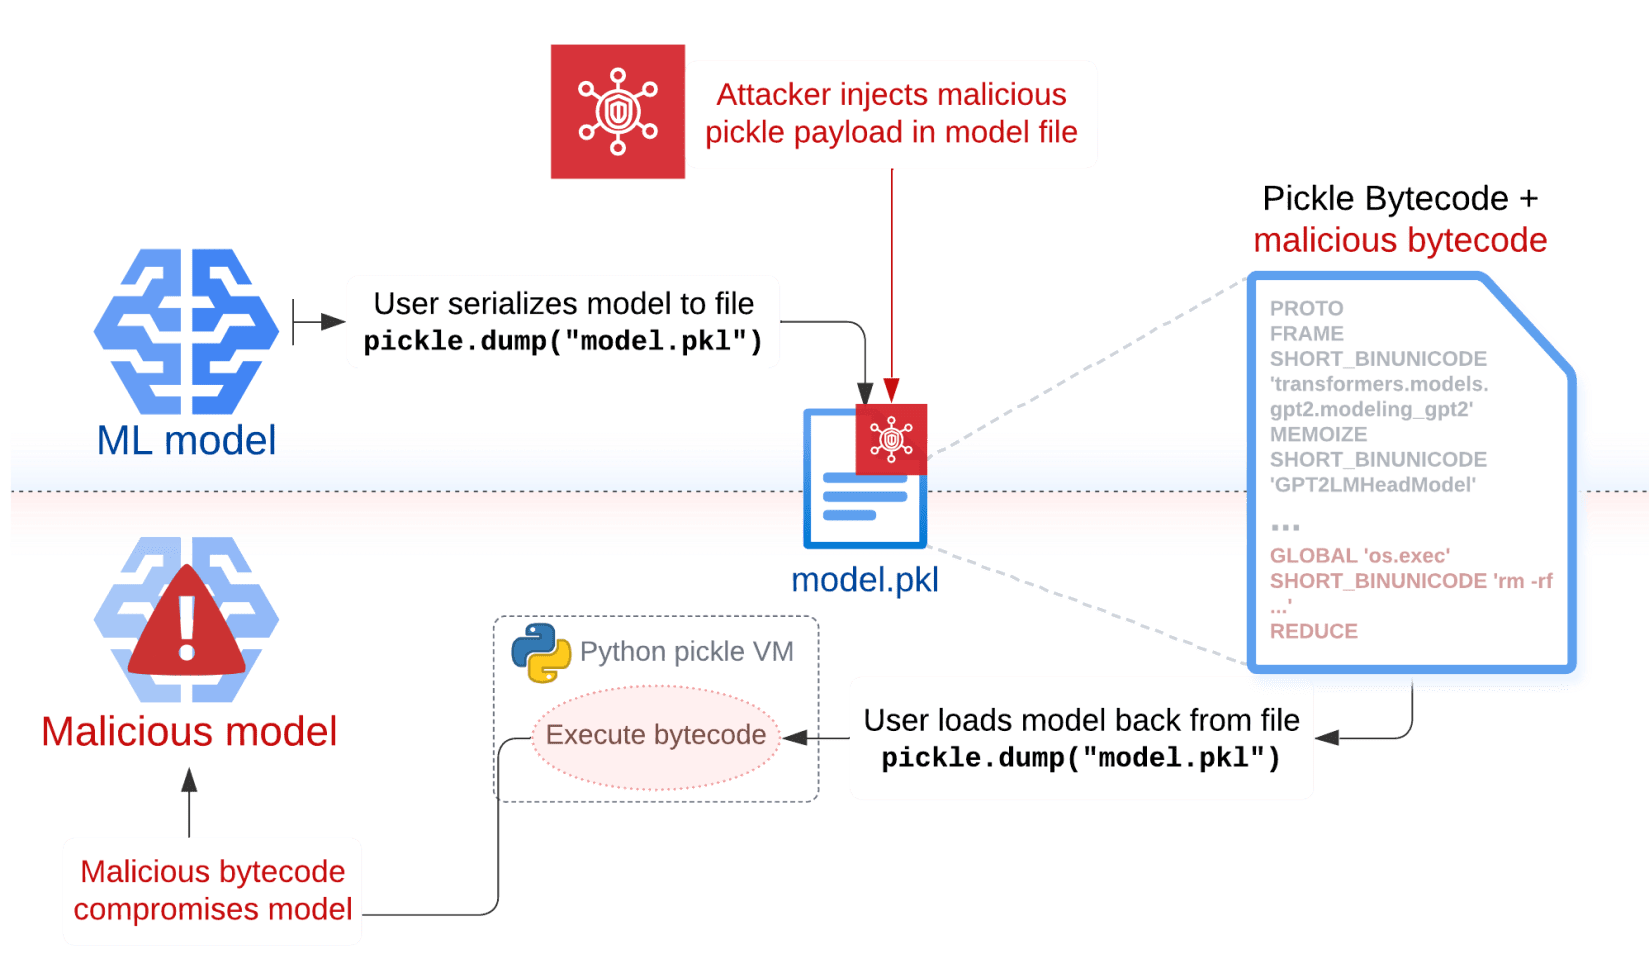 Attacker injects malicious
pickle payload in model file
Pickle Bytecode +
malicious bytecode
User serializes model to file
pickle.dump("model.pkl")
ML model
PROTO
FRAME
SHORT_BINUNICODE
'transformers.models.
gpt2.modeling_gpt2'
MEMOIZE
SHORT_BINUNICODE
'GPT2LMHeadModel'
...
GLOBAL 'os.exec'
SHORT_BINUNICODE 'rm -rf
...'
REDUCE
model.pkl
Python pickle VM
Execute bytecode
User loads model back from file
pickle.dump("model.pkl")
Malicious model
Malicious bytecode
compromises model